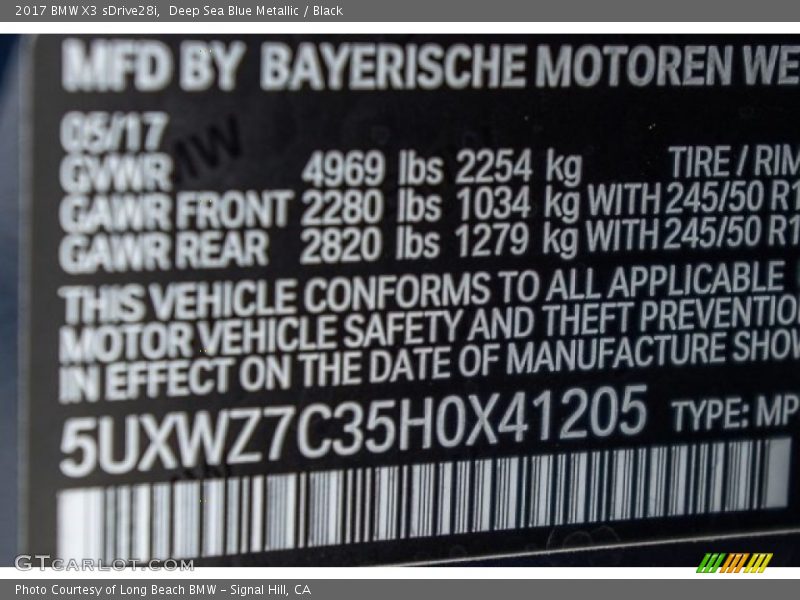 2017 BMW X3 sDrive28i, Deep Sea Blue Metallic / Black
MFD BY BAYERISCHE MOTOREN WE
05/17
GVWR 4969 lbs 2254 kg TIRE / RIM
GAWR FRONT 2280 lbs 1034 kg WITH 245/50 R1
GAWR REAR 2820 lbs 1279 kg WITH 245/50 R1
THIS VEHICLE CONFORMS TO ALL APPLICABLE
MOTOR VEHICLE SAFETY AND THEFT PREVENTIO
IN EFFECT ON THE DATE OF MANUFACTURE SHOW
5UXWZ7C35H0X41205 TYPE: MP
GTCARLOT.COM
Photo Courtesy of Long Beach BMW – Signal Hill, CA